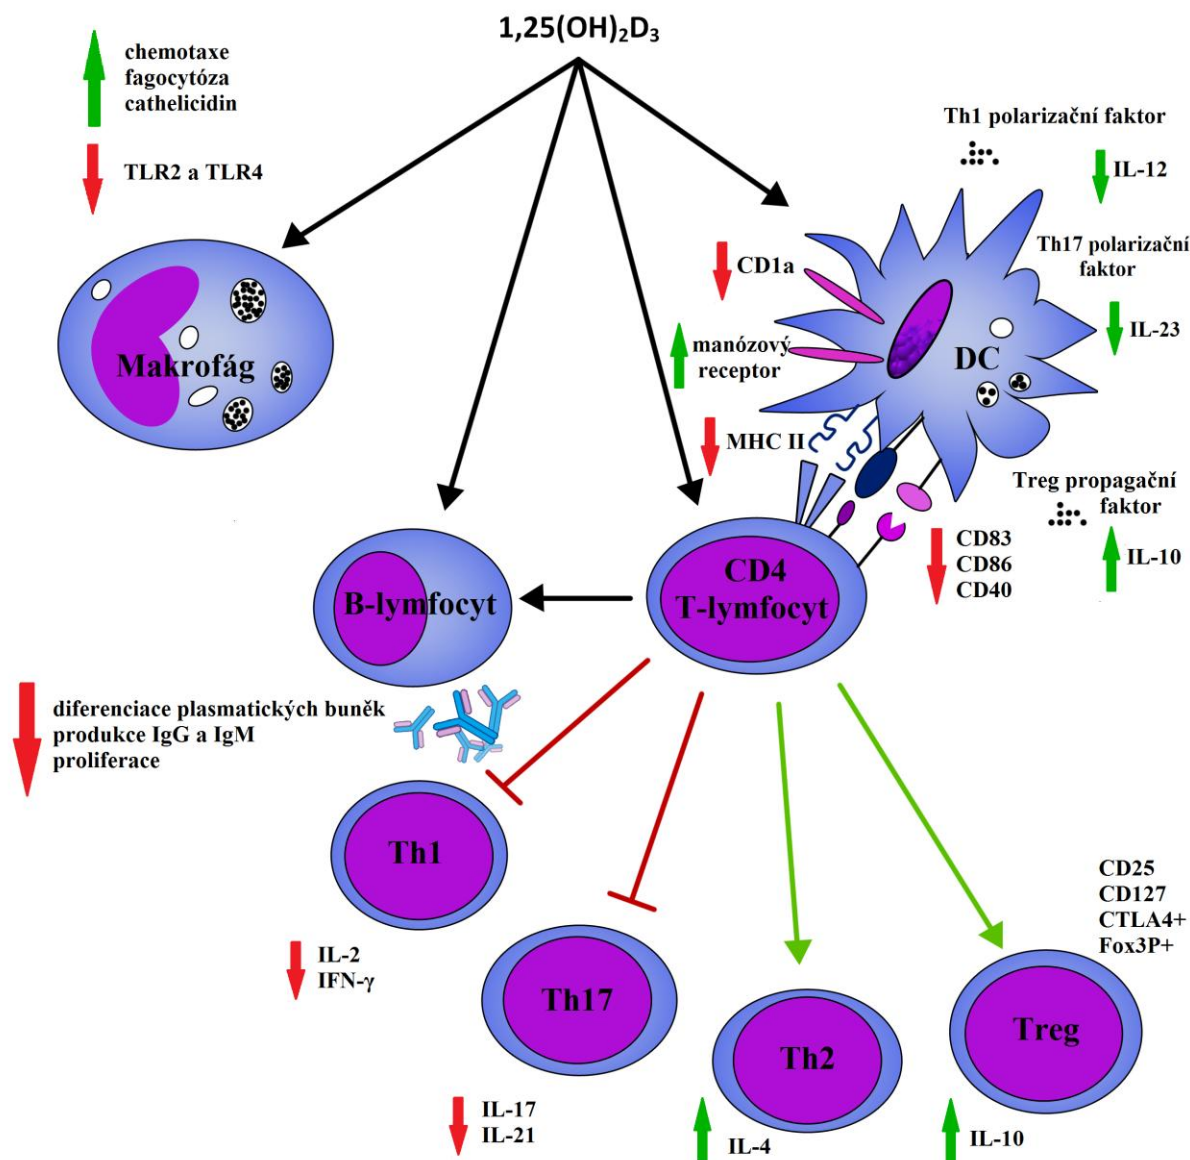 1,25(OH)₂D₃
chemotaxe
fagocytóza
cathelicidin
TLR2 a TLR4
Makrofág
Th1 polarizační faktor
IL-12
Th17 polarizační
faktor
IL-23
CD1a
manózový
receptor
MHC II
DC
Treg propagační
faktor
IL-10
CD83
CD86
CD40
CD4
T-lymfocyt
B-lymfocyt
diferenciace plasmatických buněk
produkce IgG a IgM
proliferace
Th1
IL-2
IFN-γ
Th17
IL-17
IL-21
Th2
IL-4
CD25
CD127
CTLA4+
Fox3P+
Treg
IL-10